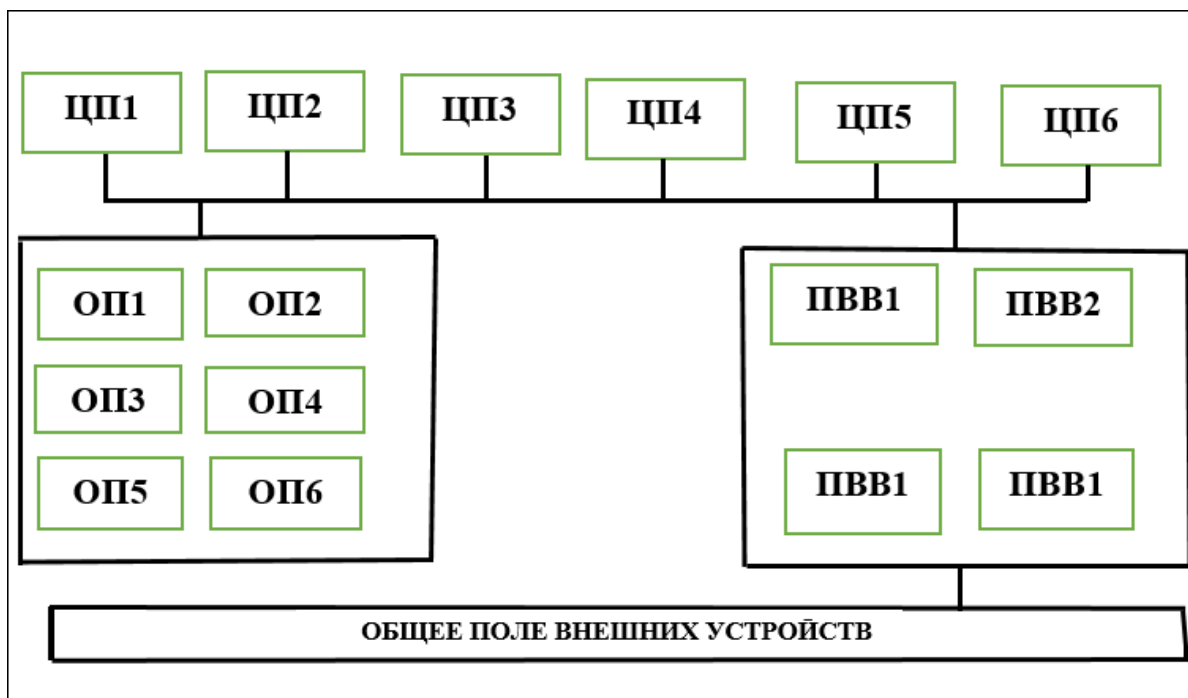 ЦП1 ЦП2 ЦП3 ЦП4 ЦП5 ЦП6
ОП1 ОП2 ПВВ1 ПВВ2
ОП3 ОП4
ОП5 ОП6 ПВВ1 ПВВ1
ОБЩЕЕ ПОЛЕ ВНЕШНИХ УСТРОЙСТВ